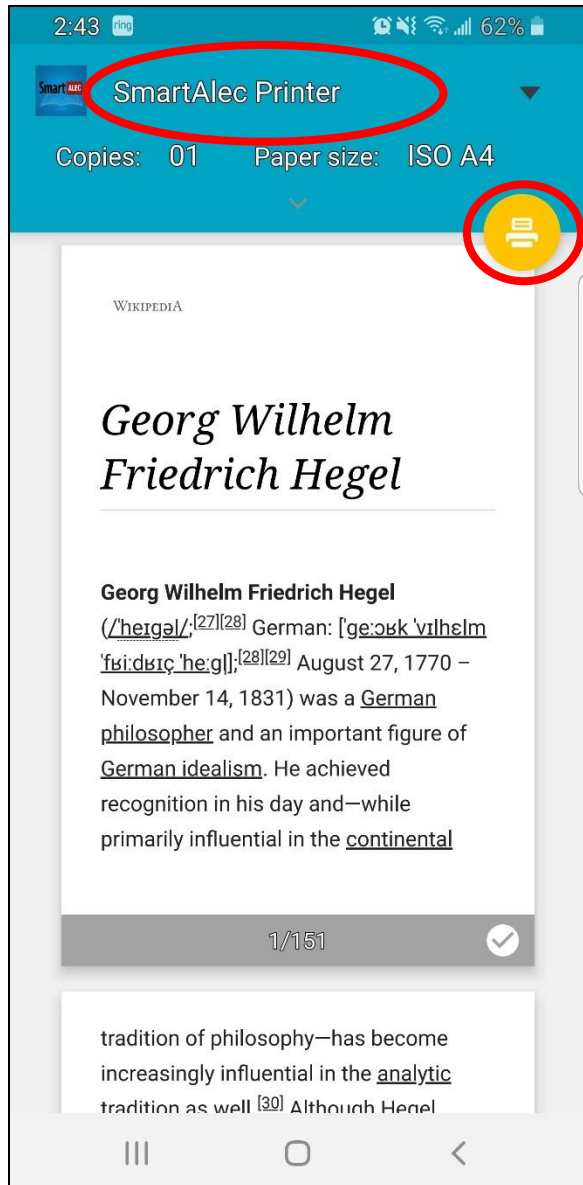 2:43 ring 62%
Smart ALEC SmartAlec Printer
Copies: 01 Paper size: ISO A4
WIKIPEDIA
Georg Wilhelm
Friedrich Hegel
Georg Wilhelm Friedrich Hegel
(/ˈheɪɡəl/;[27][28] German: [ˈɡeːɔʁk ˈvɪlhɛlm
ˈfʁiːdʁɪç ˈheːɡl̩];[28][29] August 27, 1770 –
November 14, 1831) was a German
philosopher and an important figure of
German idealism. He achieved
recognition in his day and—while
primarily influential in the continental
1/151
tradition of philosophy—has become
increasingly influential in the analytic
tradition as well.[30] Although Hegel